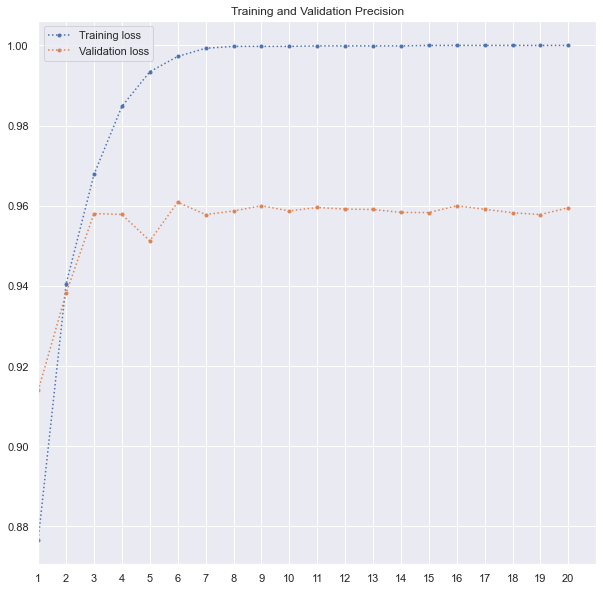 Training and Validation Precision
Training loss
Validation loss
1.00
0.98
0.96
0.94
0.92
0.90
0.88
1 2 3 4 5 6 7 8 9 10 11 12 13 14 15 16 17 18 19 20